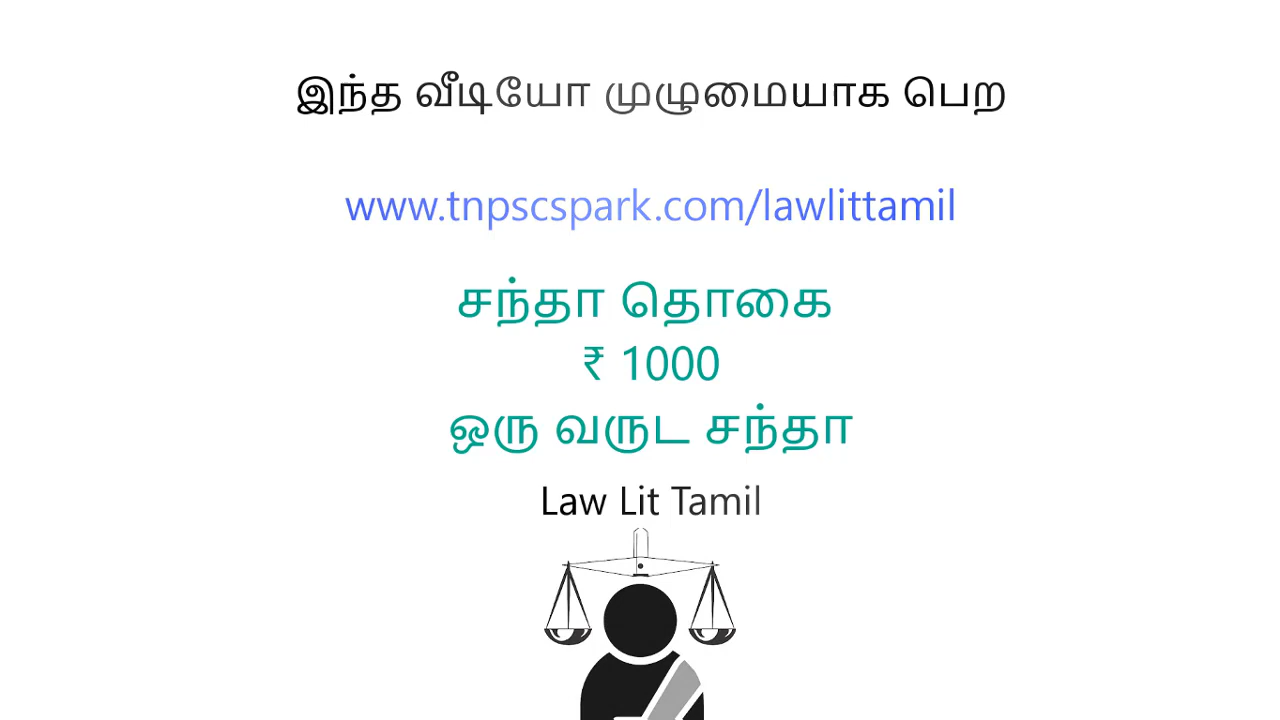 இந்த வீடியோ முழுமையாக பெற
www.tnpscspark.com/lawlittamil
சந்தா தொகை
₹ 1000
ஒரு வருட சந்தா
Law Lit Tamil